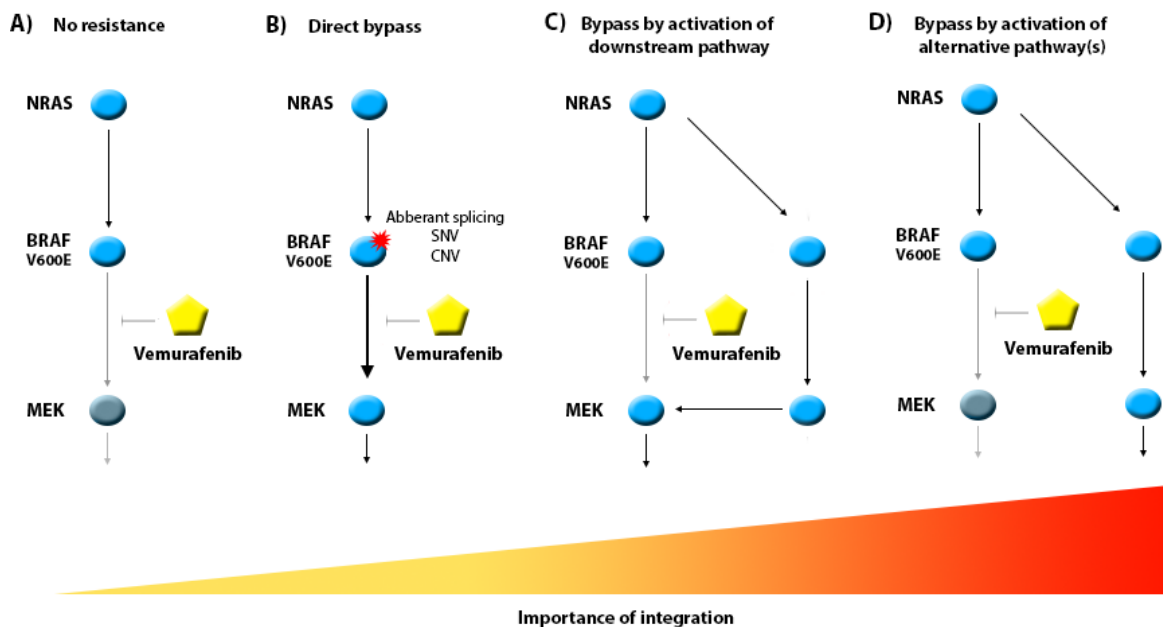 A) No resistance
NRAS
BRAF
V600E
Vemurafenib
MEK
B) Direct bypass
NRAS
Abberant splicing
SNV
CNV
BRAF
V600E
Vemurafenib
MEK
C) Bypass by activation of
downstream pathway
NRAS
BRAF
V600E
Vemurafenib
MEK
D) Bypass by activation of
alternative pathway(s)
NRAS
BRAF
V600E
Vemurafenib
MEK
Importance of integration